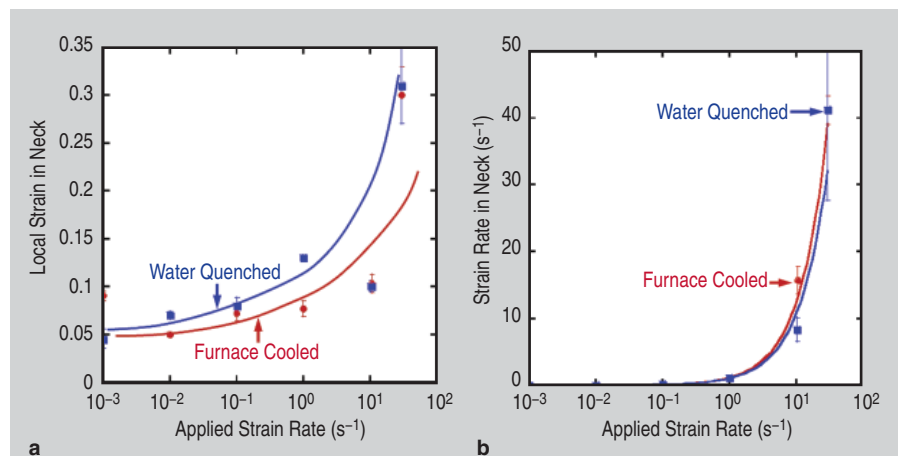 0.35
0.3
0.25
0.2
0.15
0.1
0.05
0
Local Strain in Neck
Water Quenched
Furnace Cooled
10⁻³ 10⁻² 10⁻¹ 10⁰ 10¹ 10²
Applied Strain Rate (s⁻¹)
a
50
40
30
20
10
0
Strain Rate in Neck (s⁻¹)
Water Quenched
Furnace Cooled
10⁻³ 10⁻² 10⁻¹ 10⁰ 10¹ 10²
Applied Strain Rate (s⁻¹)
b